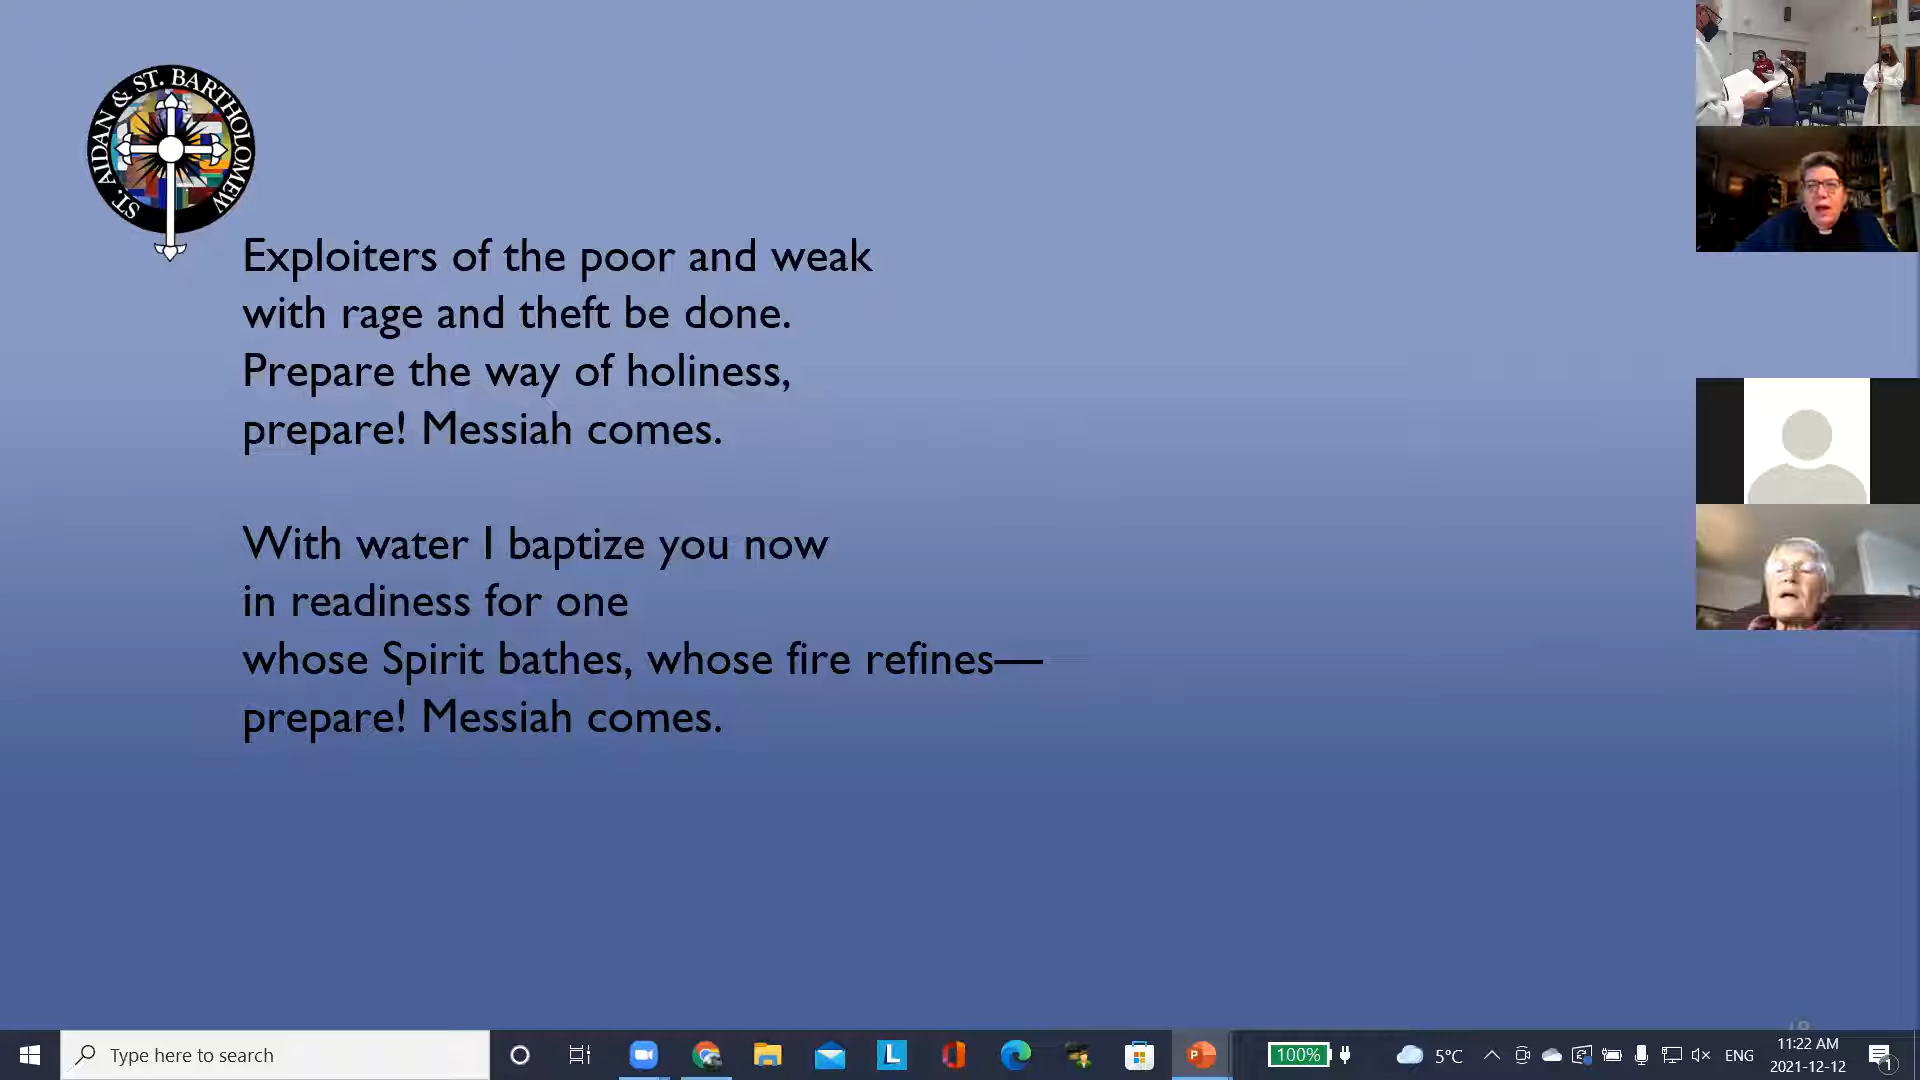 ST. AIDAN & ST. BARTHOLOMEW
Exploiters of the poor and weak
with rage and theft be done.
Prepare the way of holiness,
prepare! Messiah comes.
With water I baptize you now
in readiness for one
whose Spirit bathes, whose fire refines—
prepare! Messiah comes.
Type here to search
L
P
100%
5°C
ENG
11:22 AM
2021-12-12
1